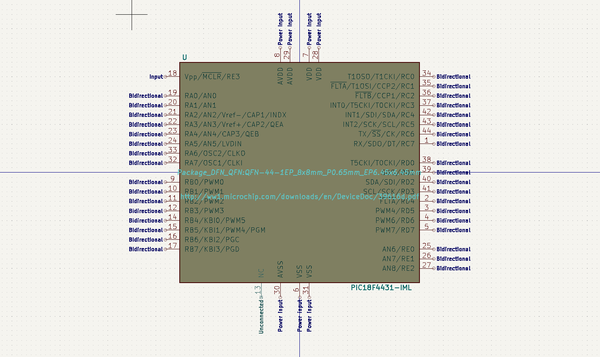 Power Input
Power Input
Power Input
Power Input
8
29
7
28
AVDD
AVDD
VDD
VDD
U
Input 18 Vpp/MCLR/RE3
T1OSO/T1CKI/RC0 34 Bidirectional
FLTA/T1OSI/CCP2/RC1 35 Bidirectional
Bidirectional 19 RA0/AN0
FLTB/CCP1/RC2 36 Bidirectional
Bidirectional 20 RA1/AN1
INT0/T5CKI/T0CKI/RC3 37 Bidirectional
Bidirectional 21 RA2/AN2/Vref-/CAP1/INDX
INT1/SDI/SDA/RC4 42 Bidirectional
Bidirectional 22 RA3/AN3/Vref+/CAP2/QEA
INT2/SCK/SCL/RC5 43 Bidirectional
Bidirectional 23 RA4/AN4/CAP3/QEB
TX/SS/CK/RC6 44 Bidirectional
Bidirectional 24 RA5/AN5/LVDIN
RX/SDO/DT/RC7 1 Bidirectional
Bidirectional 33 RA6/OSC2/CLKO
Bidirectional 32 RA7/OSC1/CLKI
T5CKI/T0CKI/RD0 38 Bidirectional
Package_DFN_QFN:QFN-44-1EP_8x8mm_P0.65mm_EP6.45x6.45mm
39 Bidirectional
Bidirectional 9 RB0/PWM0
SDA/SDI/RD2 40 Bidirectional
Bidirectional 10 RB1/PWM1
SCL/SCK/RD3 41 Bidirectional
Bidirectional 11 RB2/PWM2
FLTA/RD4 2 Bidirectional
Bidirectional 12 RB3/PWM3
PWM4/RD5 3 Bidirectional
Bidirectional 14 RB4/KBI0/PWM5
PWM6/RD6 4 Bidirectional
Bidirectional 15 RB5/KBI1/PWM4/PGM
PWM7/RD7 5 Bidirectional
Bidirectional 16 RB6/KBI2/PGC
Bidirectional 17 RB7/KBI3/PGD
AN6/RE0 25 Bidirectional
AN7/RE1 26 Bidirectional
AN8/RE2 27 Bidirectional
NC
AVSS
VSS
VSS
13
30
6
31
PIC18F4431-IML
Unconnected
Power Input
Power Input
Power Input